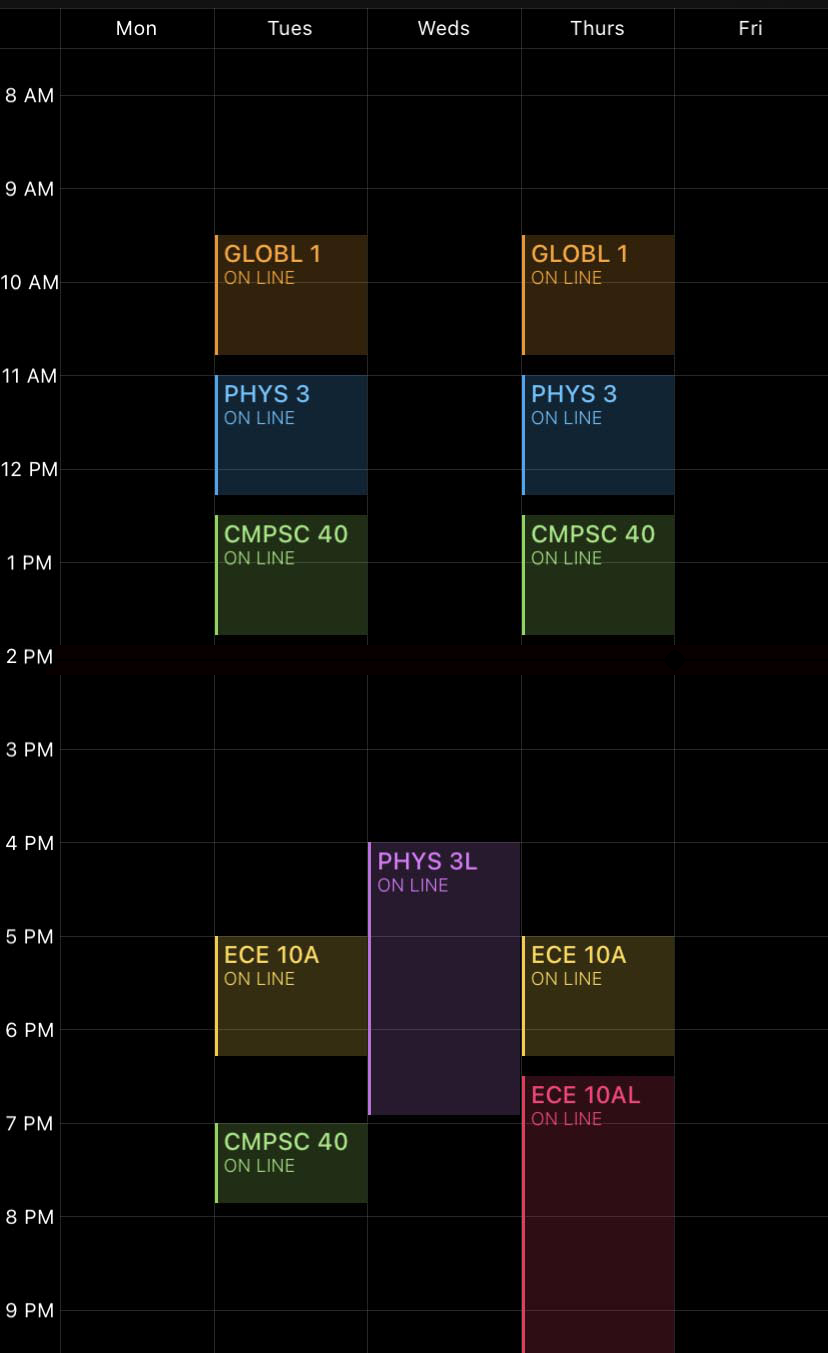 Mon Tues Weds Thurs Fri
8 AM
9 AM
GLOBL 1 GLOBL 1
ON LINE ON LINE
10 AM
11 AM
PHYS 3 PHYS 3
ON LINE ON LINE
12 PM
CMPSC 40 CMPSC 40
ON LINE ON LINE
1 PM
2 PM
3 PM
4 PM
PHYS 3L
ON LINE
5 PM
ECE 10A ECE 10A
ON LINE ON LINE
6 PM
ECE 10AL
ON LINE
7 PM
CMPSC 40
ON LINE
8 PM
9 PM